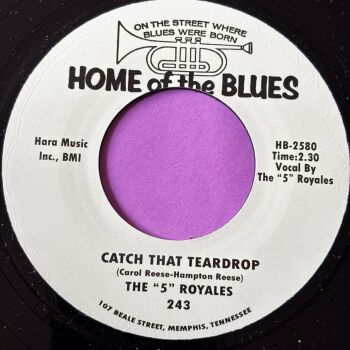 ON THE STREET WHERE
BLUES WERE BORN
HOME of the BLUES
Hara Music
Inc., BMI
HB-2580
Time:2.30
Vocal By
The "5" Royales
CATCH THAT TEARDROP
(Carol Reese-Hampton Reese)
THE "5" ROYALES
243
107 BEALE STREET, MEMPHIS, TENNESSEE